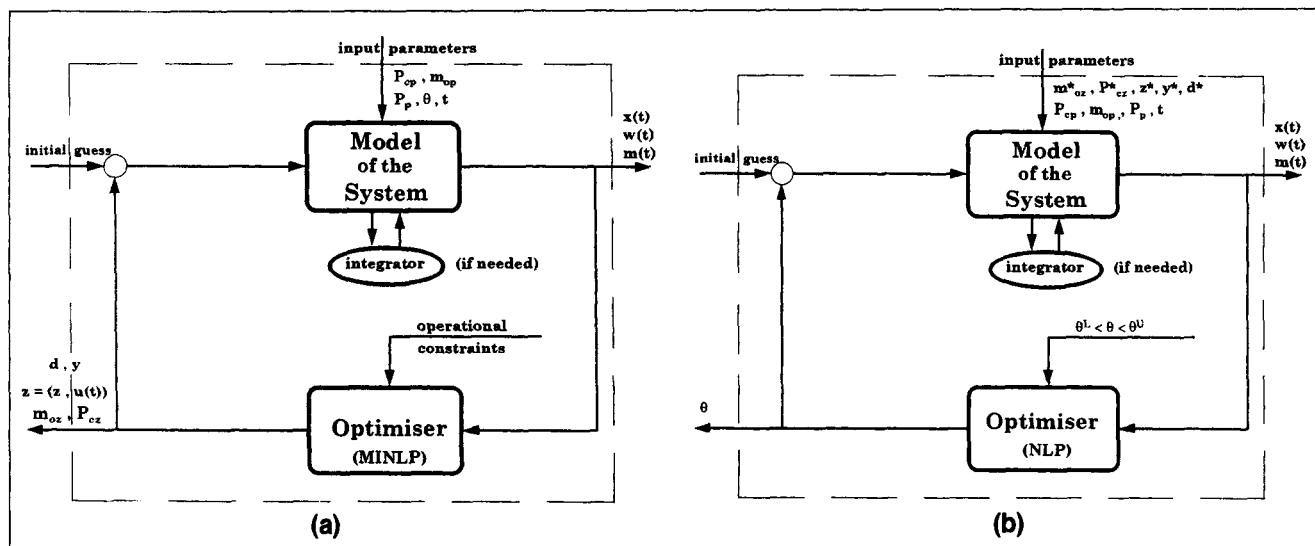 input parameters
P_cp , m_op
P_p , θ , t
Model
of the
System
x(t)
w(t)
m(t)
initial guess
integrator
(if needed)
operational
constraints
d , y
z = (z , u(t))
m_oz , P_cz
Optimiser
(MINLP)
(a)
input parameters
m*_oz , P*_cz , z*, y*, d*
P_cp , m_op , P_p , t
Model
of the
System
x(t)
w(t)
m(t)
initial guess
integrator
(if needed)
θ^L < θ < θ^U
θ
Optimiser
(NLP)
(b)